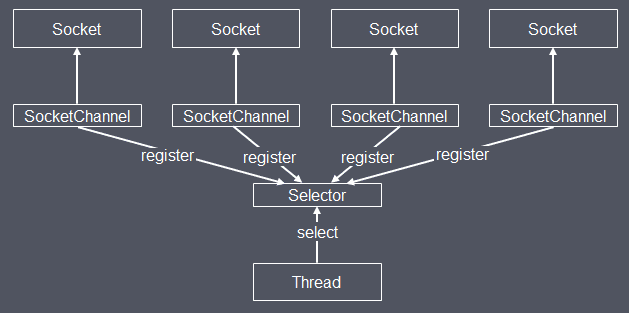 Socket
Socket
Socket
Socket
SocketChannel
SocketChannel
SocketChannel
SocketChannel
register
register
register
register
Selector
select
Thread